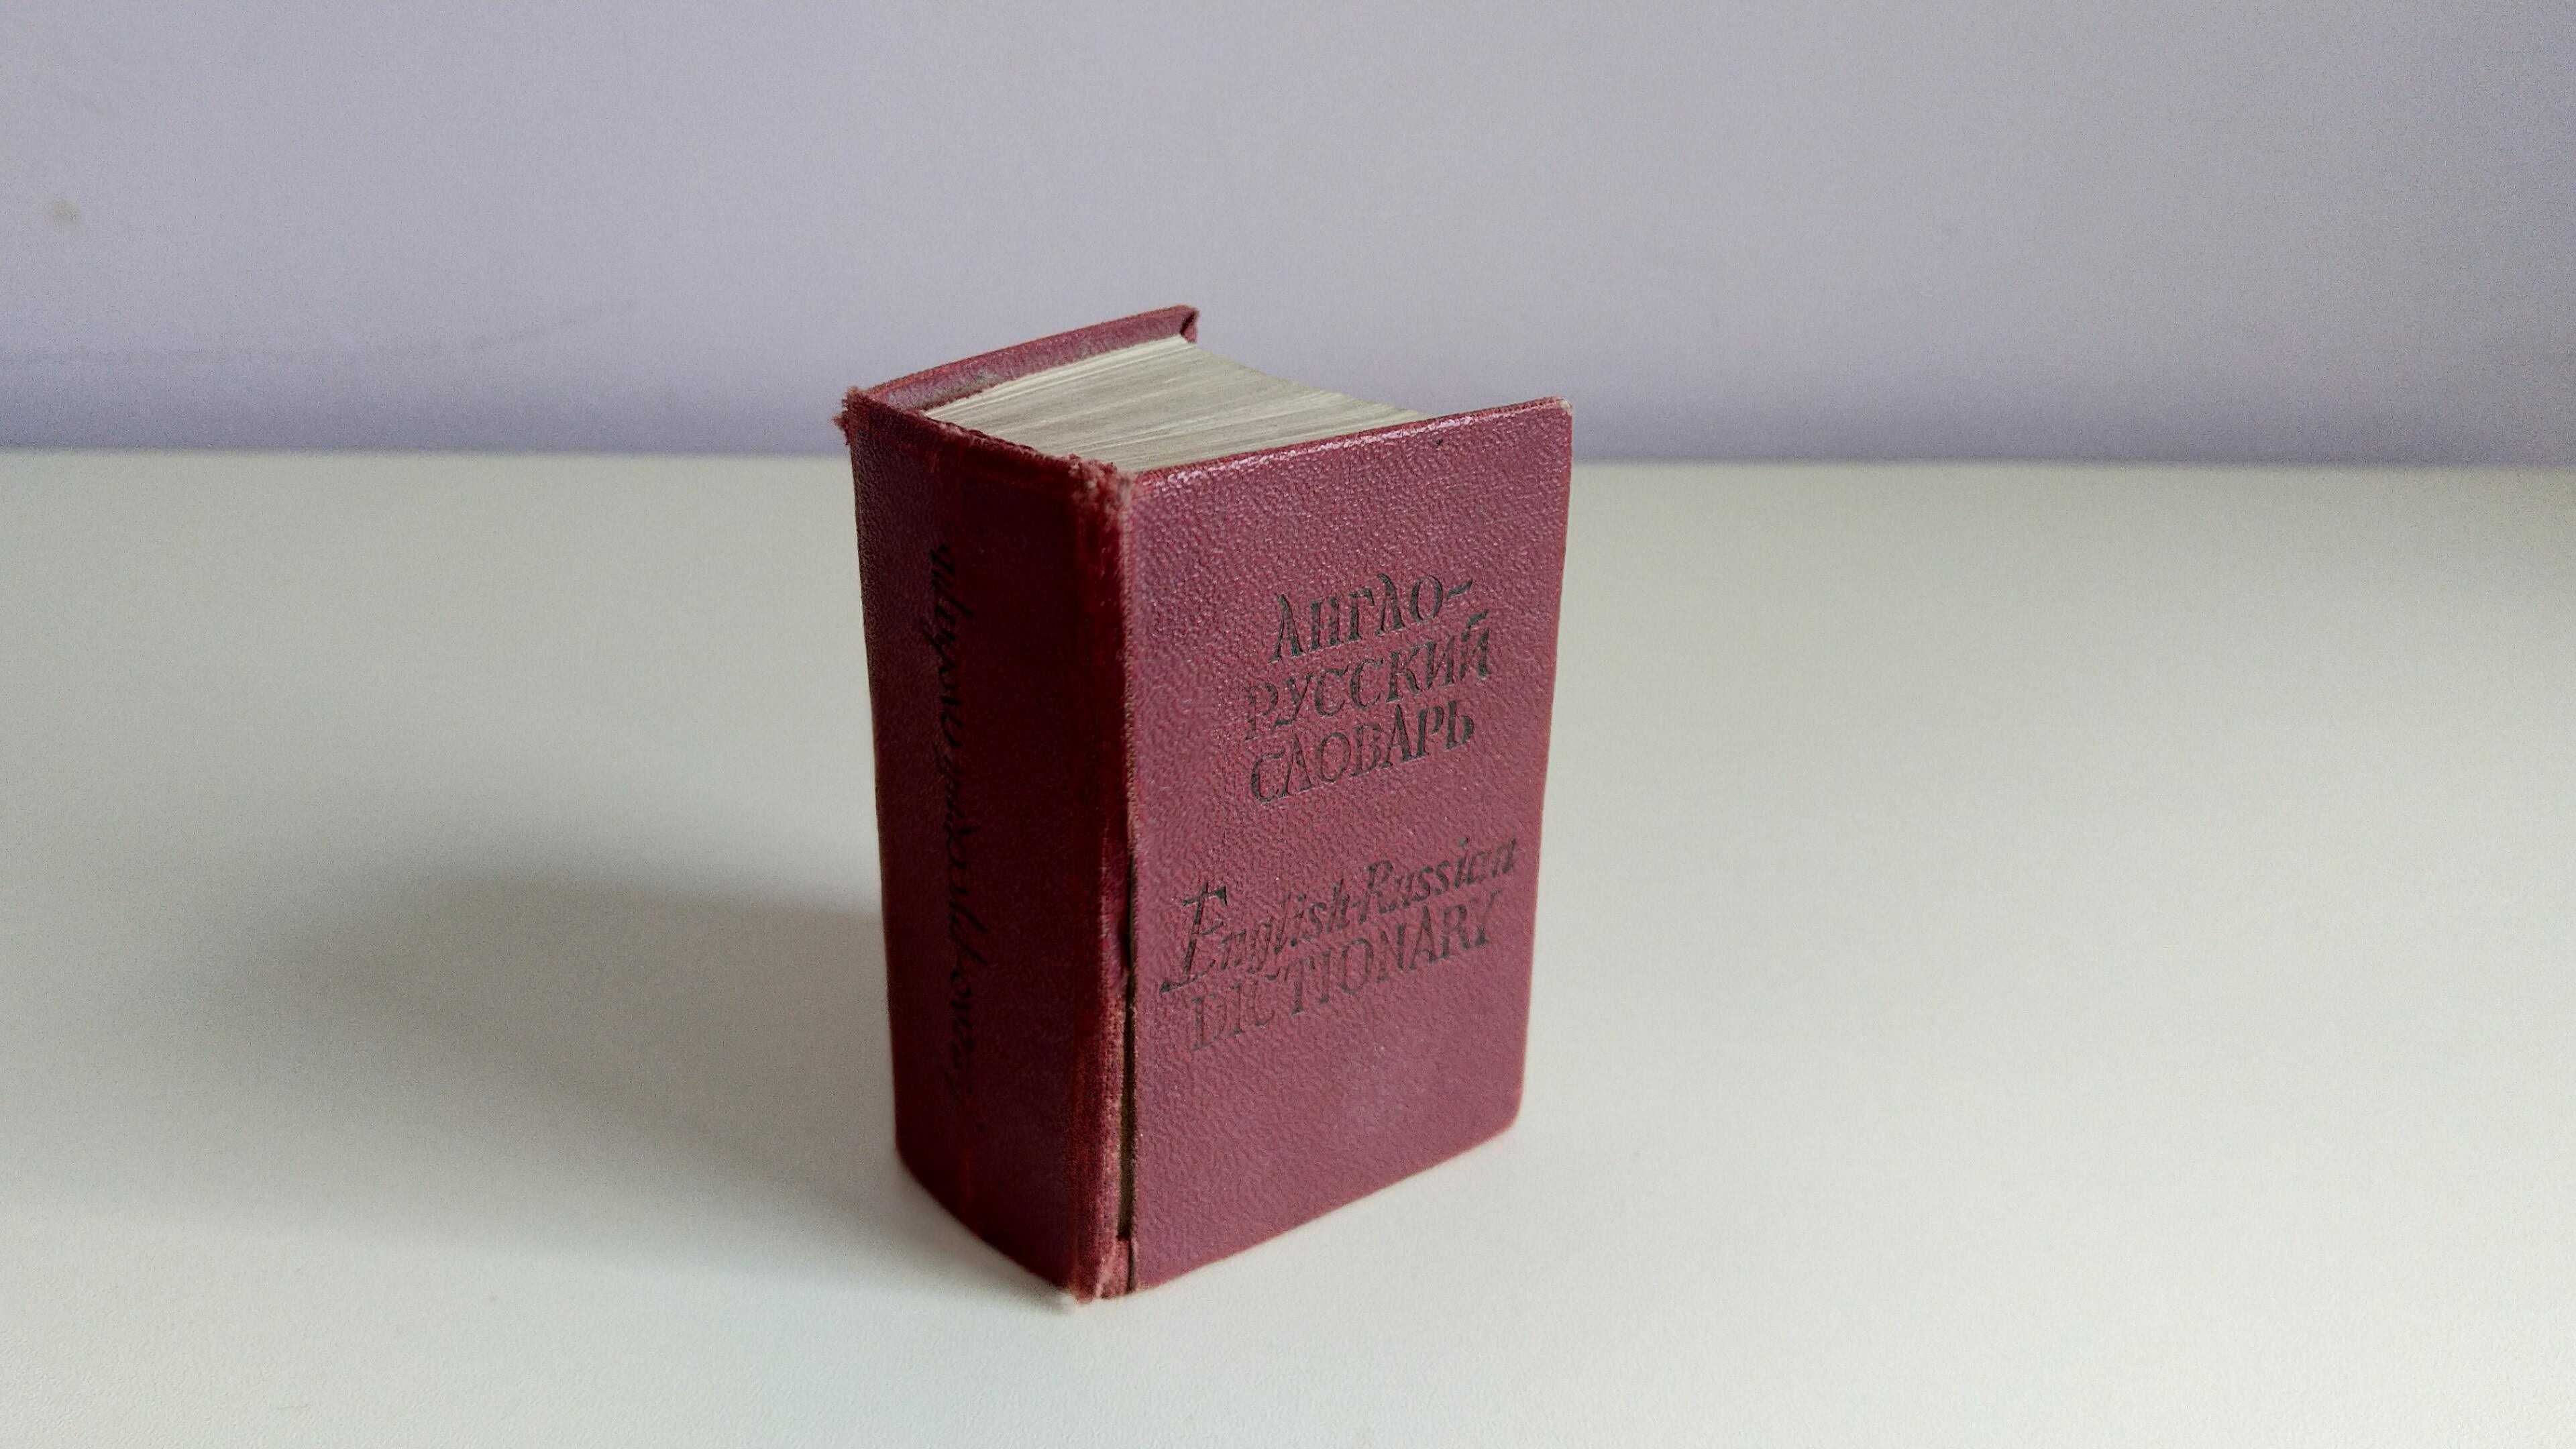 Англо-
русский
словарь
English-Russian
DICTIONARY